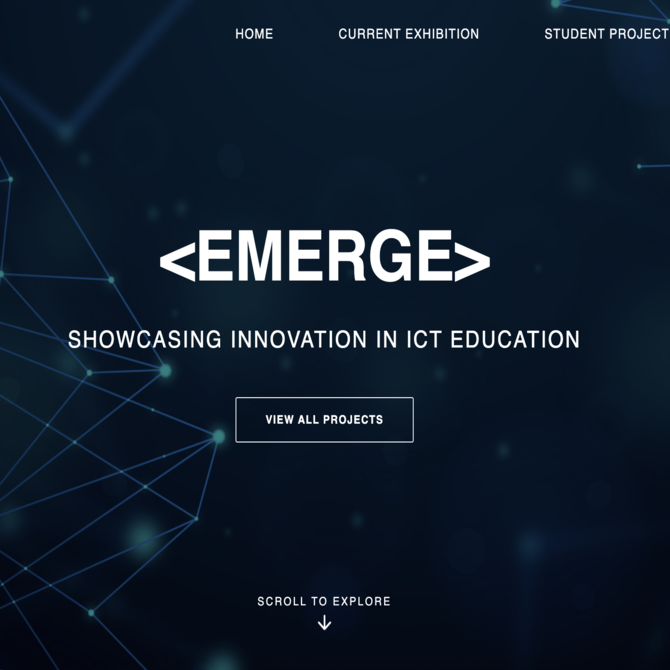 HOME CURRENT EXHIBITION STUDENT PROJECT
<EMERGE>
SHOWCASING INNOVATION IN ICT EDUCATION
VIEW ALL PROJECTS
SCROLL TO EXPLORE